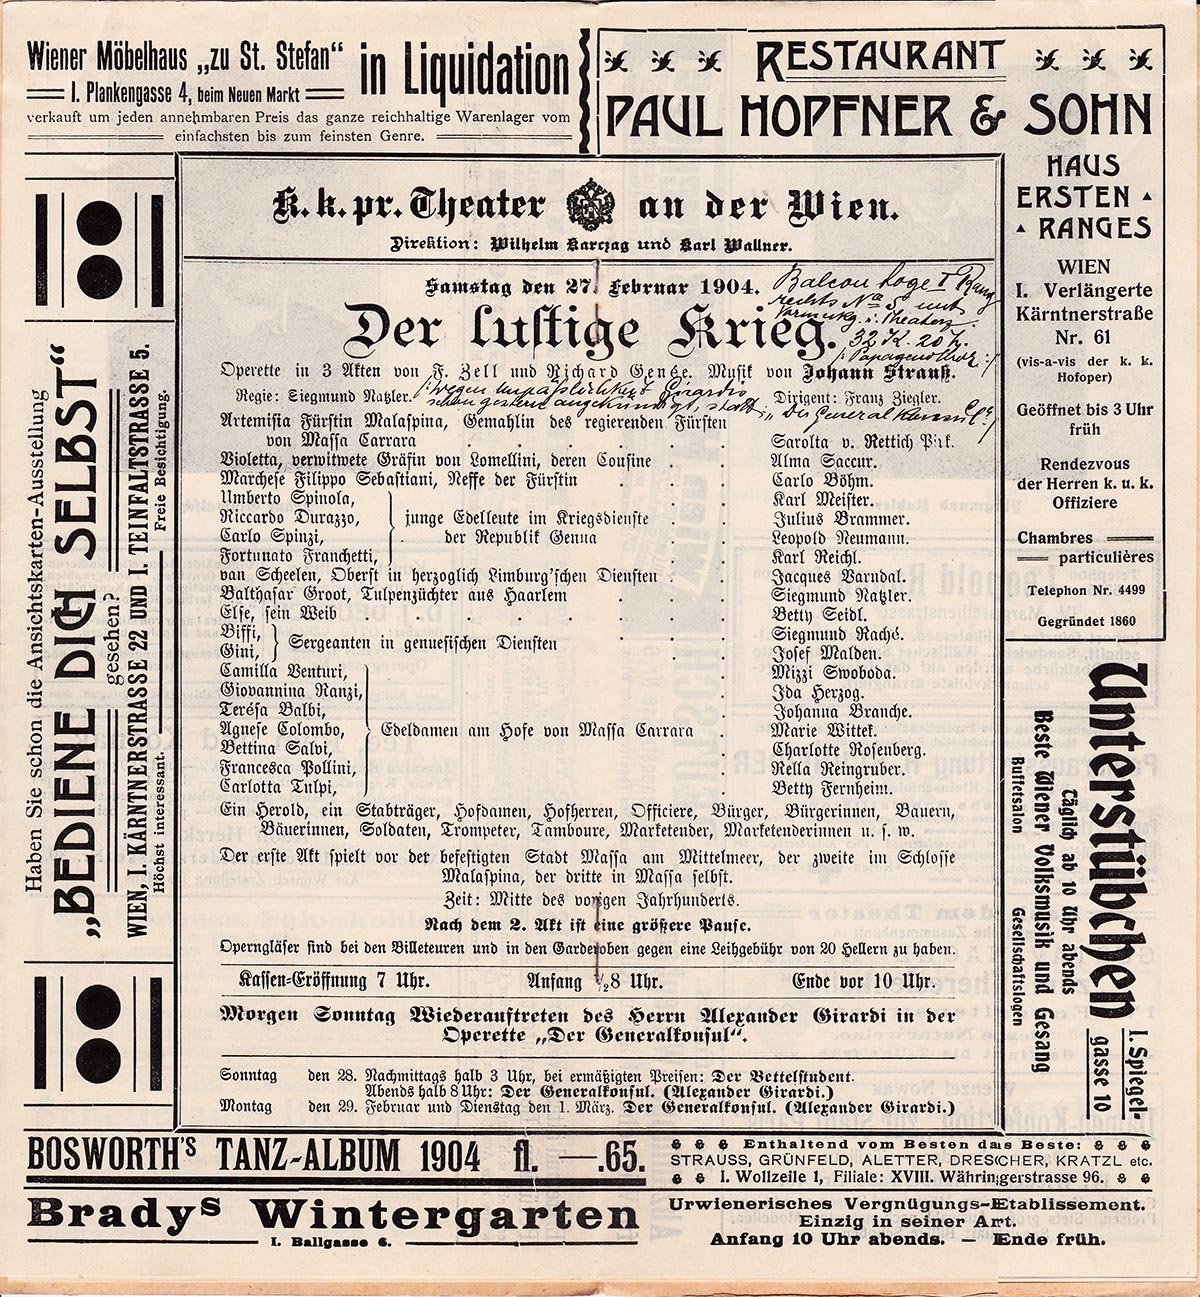 Wiener Möbelhaus „zu St. Stefan“ in Liquidation
I. Plankengasse 4, beim Neuen Markt
verkauft um jeden annehmbaren Preis das ganze reichhaltige Warenlager vom
einfachsten bis zum feinsten Genre.
RESTAURANT
PAUL HOPFNER & SOHN
HAUS
ERSTEN
RANGES
WIEN
I. Verlängerte
Kärntnerstraße
Nr. 61
(vis-a-vis der k. k.
Hofoper)
Geöffnet bis 3 Uhr
früh
Rendezvous
der Herren k. u. k.
Offiziere
Chambres
particulières
Telephon Nr. 4499
Gegründet 1860
Haben Sie schon die Ansichtskarten-Ausstellung
„BEDIENE DICH SELBST“
gesehen?
WIEN, I. KÄRNTNERSTRASSE 22 UND I. TEINFALTSTRASSE 5.
Höchst interessant. Freie Besichtigung.
K. k. pr. Theater an der Wien.
Direktion: Wilhelm Karczag und Karl Wallner.
Samstag den 27. Februar 1904.
Balcon loge I Rang
rechts No 5 mit
Vormerkg. i. Theater
32 K. 20 h.
Der lustige Krieg.
Operette in 3 Akten von F. Zell und Richard Genée. Musik von Johann Strauß.
Regie: Siegmund Natzler. Dirigent: Franz Ziegler.
wegen Unpäßlichkeit Girardis
schon gestern angekündigt, statt: „Der Generalkonsul“
Artemisia Fürstin Malaspina, Gemahlin des regierenden Fürsten
von Massa Carrara . . . . . . Sarolta v. Rettich Pirk.
Violetta, verwitwete Gräfin von Lomellini, deren Cousine . . Alma Saccur.
Marchese Filippo Sebastiani, Neffe der Fürstin . . . Carlo Böhm.
Umberto Spinola, Karl Meister.
Riccardo Durazzo, junge Edelleute im Kriegsdienste . . Julius Brammer.
Carlo Spinzi, der Republik Genua . . Leopold Neumann.
Fortunato Franchetti, Karl Reichl.
van Scheelen, Oberst in herzoglich Limburg'schen Diensten . . Jacques Varndal.
Balthasar Groot, Tulpenzüchter aus Haarlem . . . Siegmund Natzler.
Else, sein Weib . . . . . . Betty Seidl.
Biffi, Siegmund Raché.
Gini, Sergeanten in genuesischen Diensten . . . Josef Malden.
Camilla Venturi, Mizzi Swoboda.
Giovannina Ranzi, Ida Herzog.
Terésa Balbi, Johanna Branche.
Agnese Colombo, Edeldamen am Hofe von Massa Carrara . Marie Wittek.
Bettina Salvi, Charlotte Rosenberg.
Francesca Pollini, Nella Reingruber.
Carlotta Tulpi, Betty Fernheim.
Ein Herold, ein Stabträger, Hofdamen, Hofherren, Officiere, Bürger, Bürgerinnen, Bauern,
Bäuerinnen, Soldaten, Trompeter, Tamboure, Marketender, Marketenderinnen u. s. w.
Der erste Akt spielt vor der befestigten Stadt Massa am Mittelmeer, der zweite im Schlosse
Malaspina, der dritte in Massa selbst.
Zeit: Mitte des vorigen Jahrhunderts.
Nach dem 2. Akt ist eine größere Pause.
Operngläser sind bei den Billeteuren und in den Garderoben gegen eine Leihgebühr von 20 Hellern zu haben.
Kassen-Eröffnung 7 Uhr. Anfang 1/2 8 Uhr. Ende vor 10 Uhr.
Morgen Sonntag Wiederauftreten des Herrn Alexander Girardi in der
Operette „Der Generalkonsul“.
Sonntag den 28. Nachmittags halb 3 Uhr, bei ermäßigten Preisen: Der Bettelstudent.
Abends halb 8 Uhr: Der Generalkonsul. (Alexander Girardi.)
Montag den 29. Februar und Dienstag den 1. März. Der Generalkonsul. (Alexander Girardi.)
Unterstübchen
I. Spiegel-
gasse 10
Täglich ab 10 Uhr abends
Beste Wiener Volksmusik und Gesang
Buffetsalon Gesellschaftslogen
BOSWORTH'S TANZ-ALBUM 1904 fl. —.65.
Enthaltend vom Besten das Beste:
STRAUSS, GRÜNFELD, ALETTER, DRESCHER, KRATZL etc.
I. Wollzeile 1, Filiale: XVIII. Währingerstrasse 96.
Bradys Wintergarten
I. Ballgasse 6.
Urwienerisches Vergnügungs-Etablissement.
Einzig in seiner Art.
Anfang 10 Uhr abends. — Ende früh.